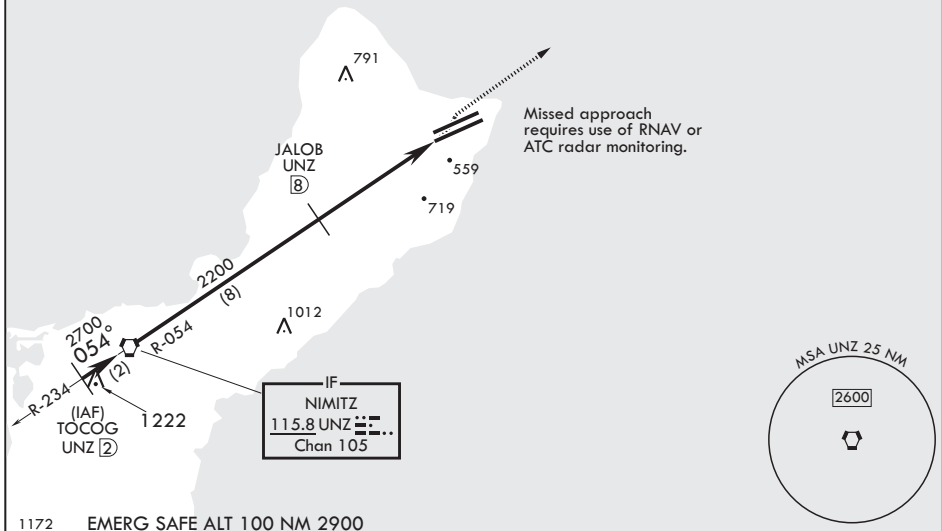 791
Missed approach
requires use of RNAV or
ATC radar monitoring.
JALOB
UNZ
8
559
719
2200
(8)
1012
2700
054°
R-054
(2)
R-234
(IAF)
TOCOG
UNZ 2
1222
IF
NIMITZ
115.8 UNZ
Chan 105
MSA UNZ 25 NM
2600
1172 EMERG SAFE ALT 100 NM 2900